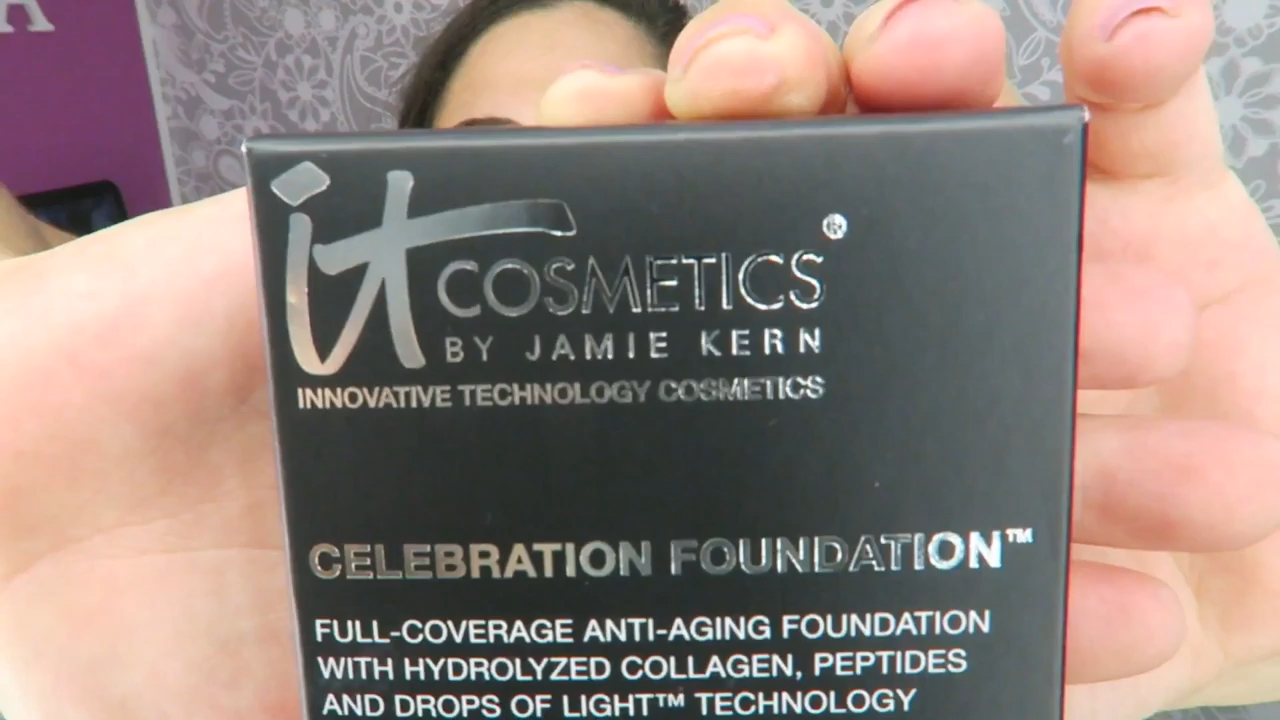 A
it COSMETICS®
BY JAMIE KERN
INNOVATIVE TECHNOLOGY COSMETICS
CELEBRATION FOUNDATION™
FULL-COVERAGE ANTI-AGING FOUNDATION
WITH HYDROLYZED COLLAGEN, PEPTIDES
AND DROPS OF LIGHT™ TECHNOLOGY